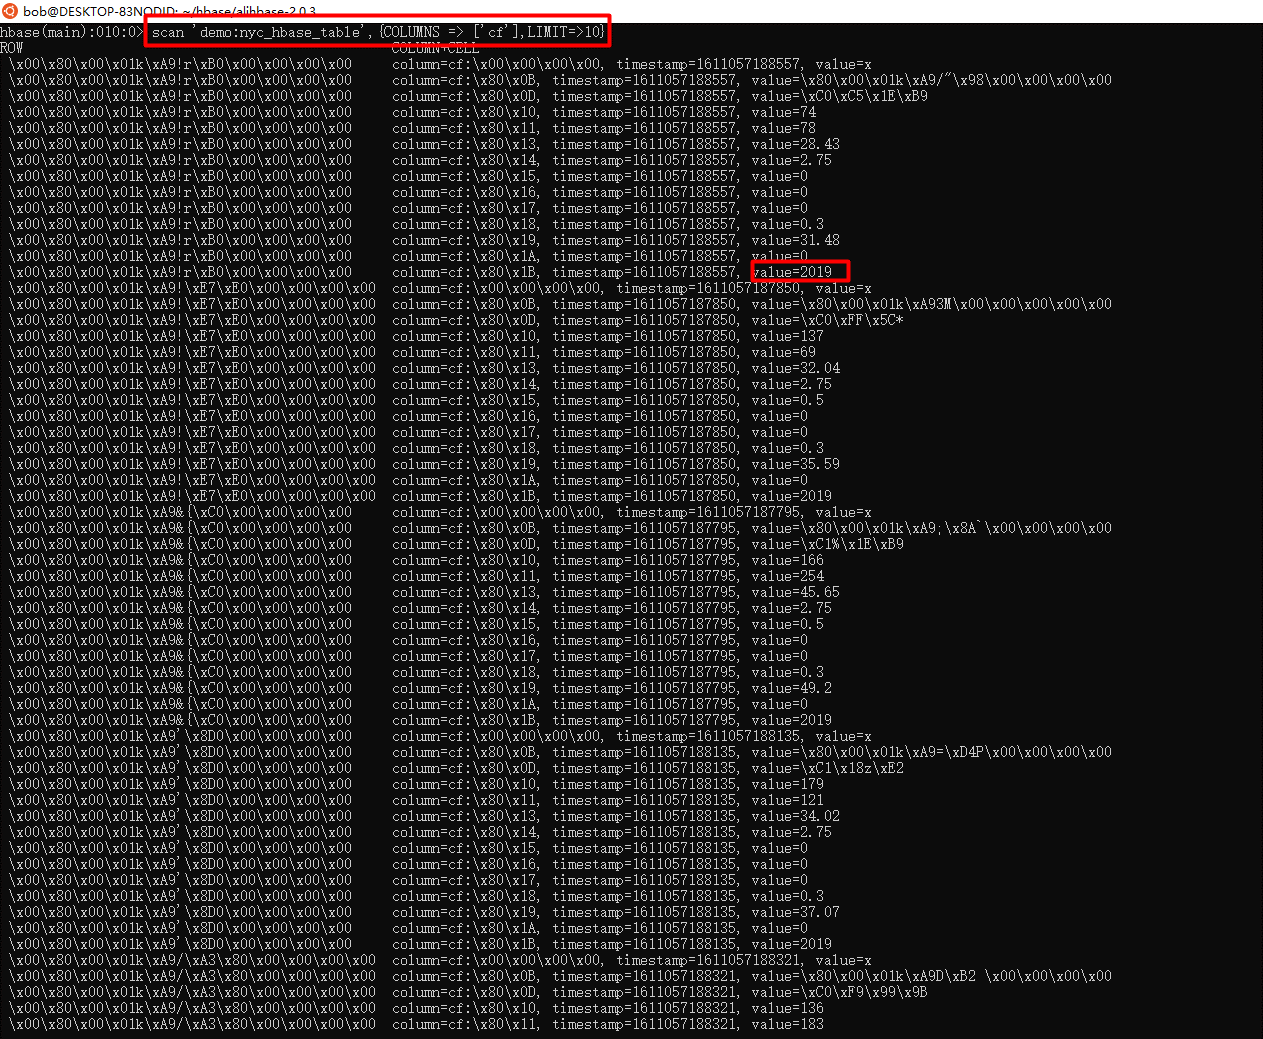 bob@DESKTOP-83NODID: ~/hbase/alihbase-2.0.3
hbase(main):010:0> scan 'demo:nyc_hbase_table',{COLUMNS => ['cf'],LIMIT=>10}
ROW COLUMN+CELL
\x00\x80\x00\x01k\xA9!r\xB0\x00\x00\x00\x00 column=cf:\x00\x00\x00\x00, timestamp=1611057188557, value=x
\x00\x80\x00\x01k\xA9!r\xB0\x00\x00\x00\x00 column=cf:\x80\x0B, timestamp=1611057188557, value=\x80\x00\x01k\xA9/"\x98\x00\x00\x00\x00
\x00\x80\x00\x01k\xA9!r\xB0\x00\x00\x00\x00 column=cf:\x80\x0D, timestamp=1611057188557, value=\xC0\xC5\x1E\xB9
\x00\x80\x00\x01k\xA9!r\xB0\x00\x00\x00\x00 column=cf:\x80\x10, timestamp=1611057188557, value=74
\x00\x80\x00\x01k\xA9!r\xB0\x00\x00\x00\x00 column=cf:\x80\x11, timestamp=1611057188557, value=78
\x00\x80\x00\x01k\xA9!r\xB0\x00\x00\x00\x00 column=cf:\x80\x13, timestamp=1611057188557, value=28.43
\x00\x80\x00\x01k\xA9!r\xB0\x00\x00\x00\x00 column=cf:\x80\x14, timestamp=1611057188557, value=2.75
\x00\x80\x00\x01k\xA9!r\xB0\x00\x00\x00\x00 column=cf:\x80\x15, timestamp=1611057188557, value=0
\x00\x80\x00\x01k\xA9!r\xB0\x00\x00\x00\x00 column=cf:\x80\x16, timestamp=1611057188557, value=0
\x00\x80\x00\x01k\xA9!r\xB0\x00\x00\x00\x00 column=cf:\x80\x17, timestamp=1611057188557, value=0
\x00\x80\x00\x01k\xA9!r\xB0\x00\x00\x00\x00 column=cf:\x80\x18, timestamp=1611057188557, value=0.3
\x00\x80\x00\x01k\xA9!r\xB0\x00\x00\x00\x00 column=cf:\x80\x19, timestamp=1611057188557, value=31.48
\x00\x80\x00\x01k\xA9!r\xB0\x00\x00\x00\x00 column=cf:\x80\x1A, timestamp=1611057188557, value=0
\x00\x80\x00\x01k\xA9!r\xB0\x00\x00\x00\x00 column=cf:\x80\x1B, timestamp=1611057188557, value=2019
\x00\x80\x00\x01k\xA9!\xE7\xE0\x00\x00\x00\x00 column=cf:\x00\x00\x00\x00, timestamp=1611057187850, value=x
\x00\x80\x00\x01k\xA9!\xE7\xE0\x00\x00\x00\x00 column=cf:\x80\x0B, timestamp=1611057187850, value=\x80\x00\x01k\xA93M\x00\x00\x00\x00\x00
\x00\x80\x00\x01k\xA9!\xE7\xE0\x00\x00\x00\x00 column=cf:\x80\x0D, timestamp=1611057187850, value=\xC0\xFF\x5C*
\x00\x80\x00\x01k\xA9!\xE7\xE0\x00\x00\x00\x00 column=cf:\x80\x10, timestamp=1611057187850, value=137
\x00\x80\x00\x01k\xA9!\xE7\xE0\x00\x00\x00\x00 column=cf:\x80\x11, timestamp=1611057187850, value=69
\x00\x80\x00\x01k\xA9!\xE7\xE0\x00\x00\x00\x00 column=cf:\x80\x13, timestamp=1611057187850, value=32.04
\x00\x80\x00\x01k\xA9!\xE7\xE0\x00\x00\x00\x00 column=cf:\x80\x14, timestamp=1611057187850, value=2.75
\x00\x80\x00\x01k\xA9!\xE7\xE0\x00\x00\x00\x00 column=cf:\x80\x15, timestamp=1611057187850, value=0.5
\x00\x80\x00\x01k\xA9!\xE7\xE0\x00\x00\x00\x00 column=cf:\x80\x16, timestamp=1611057187850, value=0
\x00\x80\x00\x01k\xA9!\xE7\xE0\x00\x00\x00\x00 column=cf:\x80\x17, timestamp=1611057187850, value=0
\x00\x80\x00\x01k\xA9!\xE7\xE0\x00\x00\x00\x00 column=cf:\x80\x18, timestamp=1611057187850, value=0.3
\x00\x80\x00\x01k\xA9!\xE7\xE0\x00\x00\x00\x00 column=cf:\x80\x19, timestamp=1611057187850, value=35.59
\x00\x80\x00\x01k\xA9!\xE7\xE0\x00\x00\x00\x00 column=cf:\x80\x1A, timestamp=1611057187850, value=0
\x00\x80\x00\x01k\xA9!\xE7\xE0\x00\x00\x00\x00 column=cf:\x80\x1B, timestamp=1611057187850, value=2019
\x00\x80\x00\x01k\xA9&{\xC0\x00\x00\x00\x00 column=cf:\x00\x00\x00\x00, timestamp=1611057187795, value=x
\x00\x80\x00\x01k\xA9&{\xC0\x00\x00\x00\x00 column=cf:\x80\x0B, timestamp=1611057187795, value=\x80\x00\x01k\xA9;\x8A`\x00\x00\x00\x00
\x00\x80\x00\x01k\xA9&{\xC0\x00\x00\x00\x00 column=cf:\x80\x0D, timestamp=1611057187795, value=\xC1%\x1E\xB9
\x00\x80\x00\x01k\xA9&{\xC0\x00\x00\x00\x00 column=cf:\x80\x10, timestamp=1611057187795, value=166
\x00\x80\x00\x01k\xA9&{\xC0\x00\x00\x00\x00 column=cf:\x80\x11, timestamp=1611057187795, value=254
\x00\x80\x00\x01k\xA9&{\xC0\x00\x00\x00\x00 column=cf:\x80\x13, timestamp=1611057187795, value=45.65
\x00\x80\x00\x01k\xA9&{\xC0\x00\x00\x00\x00 column=cf:\x80\x14, timestamp=1611057187795, value=2.75
\x00\x80\x00\x01k\xA9&{\xC0\x00\x00\x00\x00 column=cf:\x80\x15, timestamp=1611057187795, value=0.5
\x00\x80\x00\x01k\xA9&{\xC0\x00\x00\x00\x00 column=cf:\x80\x16, timestamp=1611057187795, value=0
\x00\x80\x00\x01k\xA9&{\xC0\x00\x00\x00\x00 column=cf:\x80\x17, timestamp=1611057187795, value=0
\x00\x80\x00\x01k\xA9&{\xC0\x00\x00\x00\x00 column=cf:\x80\x18, timestamp=1611057187795, value=0.3
\x00\x80\x00\x01k\xA9&{\xC0\x00\x00\x00\x00 column=cf:\x80\x19, timestamp=1611057187795, value=49.2
\x00\x80\x00\x01k\xA9&{\xC0\x00\x00\x00\x00 column=cf:\x80\x1A, timestamp=1611057187795, value=0
\x00\x80\x00\x01k\xA9&{\xC0\x00\x00\x00\x00 column=cf:\x80\x1B, timestamp=1611057187795, value=2019
\x00\x80\x00\x01k\xA9'\x8D0\x00\x00\x00\x00 column=cf:\x00\x00\x00\x00, timestamp=1611057188135, value=x
\x00\x80\x00\x01k\xA9'\x8D0\x00\x00\x00\x00 column=cf:\x80\x0B, timestamp=1611057188135, value=\x80\x00\x01k\xA9=\xD4P\x00\x00\x00\x00
\x00\x80\x00\x01k\xA9'\x8D0\x00\x00\x00\x00 column=cf:\x80\x0D, timestamp=1611057188135, value=\xC1\x18z\xE2
\x00\x80\x00\x01k\xA9'\x8D0\x00\x00\x00\x00 column=cf:\x80\x10, timestamp=1611057188135, value=179
\x00\x80\x00\x01k\xA9'\x8D0\x00\x00\x00\x00 column=cf:\x80\x11, timestamp=1611057188135, value=121
\x00\x80\x00\x01k\xA9'\x8D0\x00\x00\x00\x00 column=cf:\x80\x13, timestamp=1611057188135, value=34.02
\x00\x80\x00\x01k\xA9'\x8D0\x00\x00\x00\x00 column=cf:\x80\x14, timestamp=1611057188135, value=2.75
\x00\x80\x00\x01k\xA9'\x8D0\x00\x00\x00\x00 column=cf:\x80\x15, timestamp=1611057188135, value=0
\x00\x80\x00\x01k\xA9'\x8D0\x00\x00\x00\x00 column=cf:\x80\x16, timestamp=1611057188135, value=0
\x00\x80\x00\x01k\xA9'\x8D0\x00\x00\x00\x00 column=cf:\x80\x17, timestamp=1611057188135, value=0
\x00\x80\x00\x01k\xA9'\x8D0\x00\x00\x00\x00 column=cf:\x80\x18, timestamp=1611057188135, value=0.3
\x00\x80\x00\x01k\xA9'\x8D0\x00\x00\x00\x00 column=cf:\x80\x19, timestamp=1611057188135, value=37.07
\x00\x80\x00\x01k\xA9'\x8D0\x00\x00\x00\x00 column=cf:\x80\x1A, timestamp=1611057188135, value=0
\x00\x80\x00\x01k\xA9'\x8D0\x00\x00\x00\x00 column=cf:\x80\x1B, timestamp=1611057188135, value=2019
\x00\x80\x00\x01k\xA9/\xA3\x80\x00\x00\x00\x00 column=cf:\x00\x00\x00\x00, timestamp=1611057188321, value=x
\x00\x80\x00\x01k\xA9/\xA3\x80\x00\x00\x00\x00 column=cf:\x80\x0B, timestamp=1611057188321, value=\x80\x00\x01k\xA9D\xB2 \x00\x00\x00\x00
\x00\x80\x00\x01k\xA9/\xA3\x80\x00\x00\x00\x00 column=cf:\x80\x0D, timestamp=1611057188321, value=\xC0\xF9\x99\x9B
\x00\x80\x00\x01k\xA9/\xA3\x80\x00\x00\x00\x00 column=cf:\x80\x10, timestamp=1611057188321, value=136
\x00\x80\x00\x01k\xA9/\xA3\x80\x00\x00\x00\x00 column=cf:\x80\x11, timestamp=1611057188321, value=183